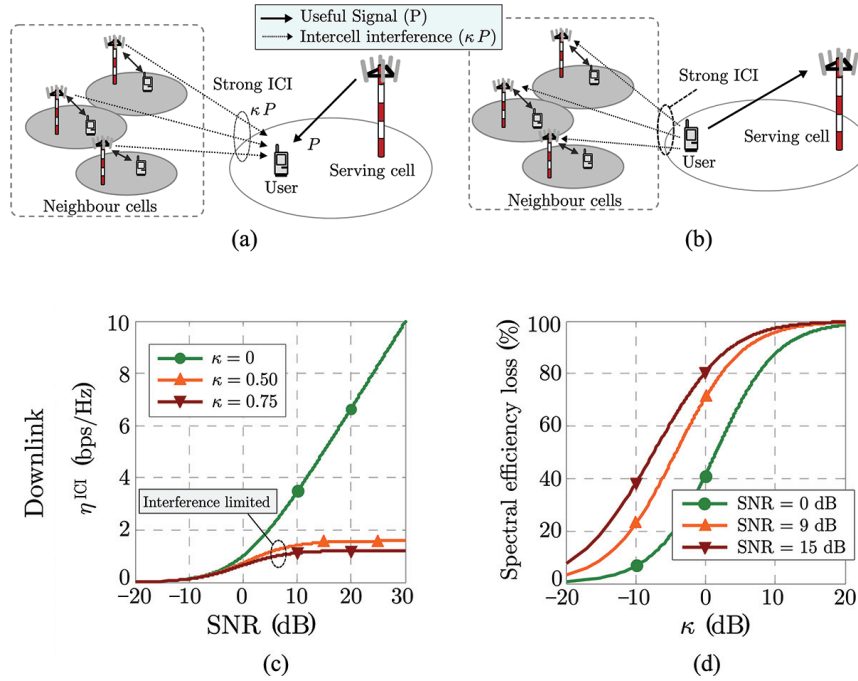 Useful Signal (P)
Intercell interference (κ P)
Strong ICI
κ P
P
User
Serving cell
Neighbour cells
(a)
Strong ICI
User
Serving cell
Neighbour cells
(b)
Downlink
η ICI (bps/Hz)
10
8
6
4
2
0
κ = 0
κ = 0.50
κ = 0.75
Interference limited
−20 −10 0 10 20 30
SNR (dB)
(c)
Spectral efficiency loss (%)
100
80
60
40
20
0
SNR = 0 dB
SNR = 9 dB
SNR = 15 dB
−20 −10 0 10 20
κ (dB)
(d)